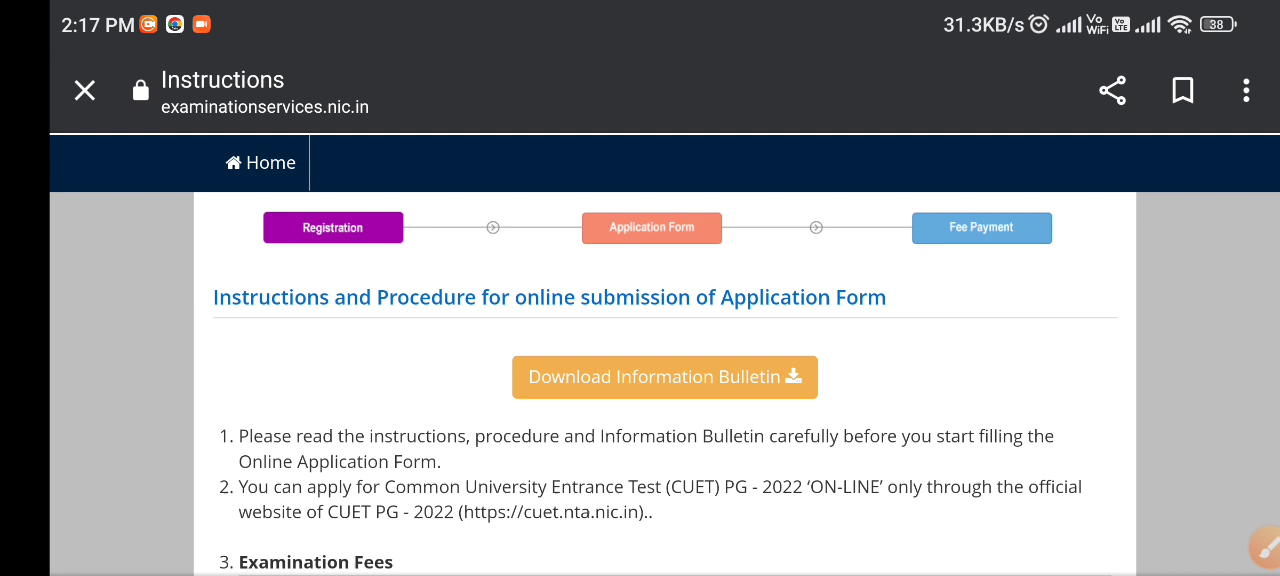 2:17 PM 31.3KB/s Vo WiFi Vo LTE 38
Instructions
examinationservices.nic.in
Home
Registration Application Form Fee Payment
Instructions and Procedure for online submission of Application Form
Download Information Bulletin
1. Please read the instructions, procedure and Information Bulletin carefully before you start filling the
Online Application Form.
2. You can apply for Common University Entrance Test (CUET) PG - 2022 ‘ON-LINE’ only through the official
website of CUET PG - 2022 (https://cuet.nta.nic.in)..
3. Examination Fees